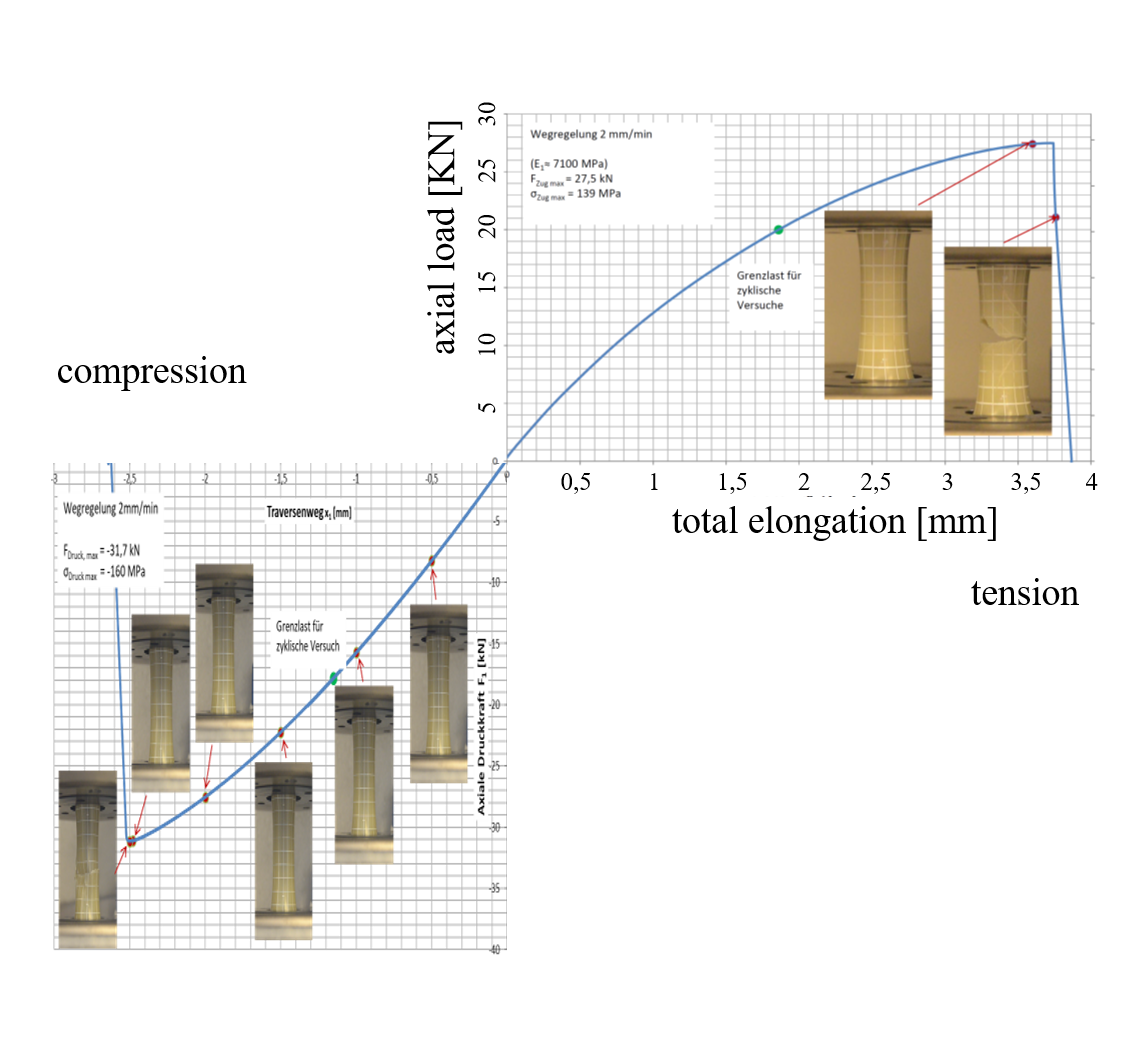 30
25
20
15
10
5
0
axial load [KN]
Wegregelung 2 mm/min
(E₁= 7100 MPa)
F Zug max = 27,5 kN
σ Zug max = 139 MPa
Grenzlast für
zyklische
Versuche
0
0,5
1
1,5
2
2,5
3
3,5
4
total elongation [mm]
tension
compression
-3
-2,5
-2
-1,5
-1
-0,5
Traversenweg x₁ [mm]
Wegregelung 2mm/min
F Druck, max = -31,7 kN
σ Druck max = -160 MPa
Grenzlast für
zyklische Versuch
Axiale Druckkraft F₁ [kN]
-5
-10
-15
-20
-25
-30
-35
-40